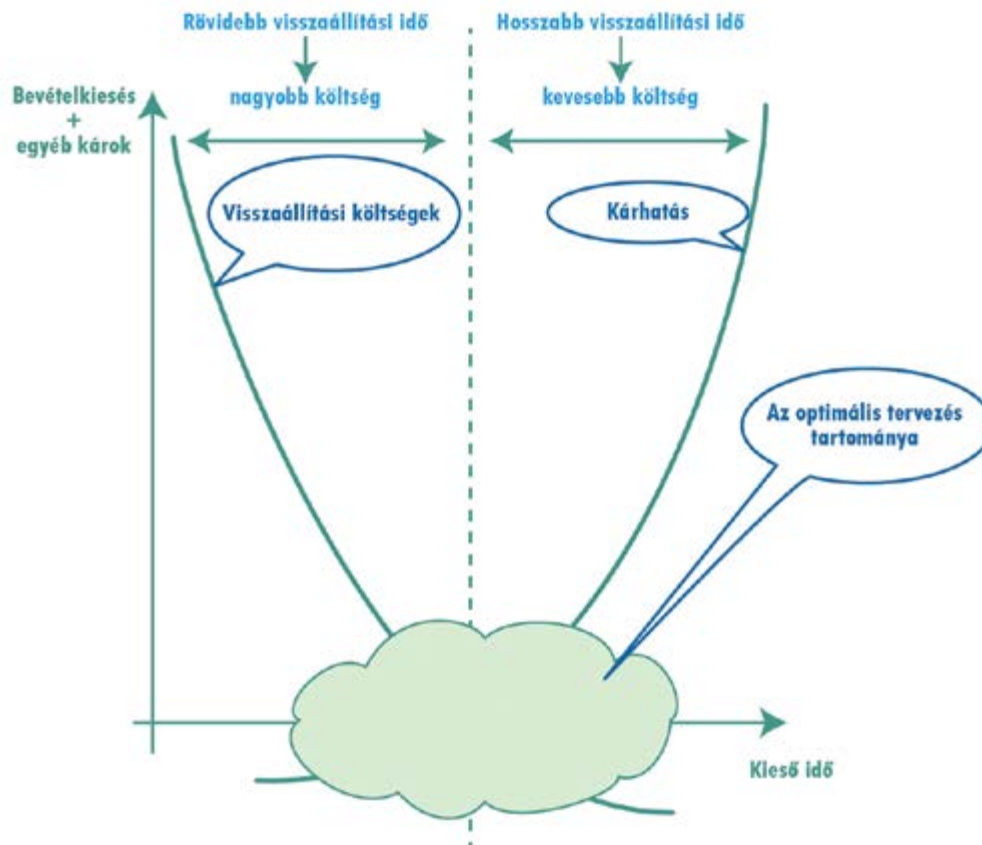 Rövidebb visszaállítási idő
nagyobb költség
Hosszabb visszaállítási idő
kevesebb költség
Bevételkiesés
+
egyéb károk
Visszaállítási költségek
Kárhatás
Az optimális tervezés
tartománya
Kieső idő